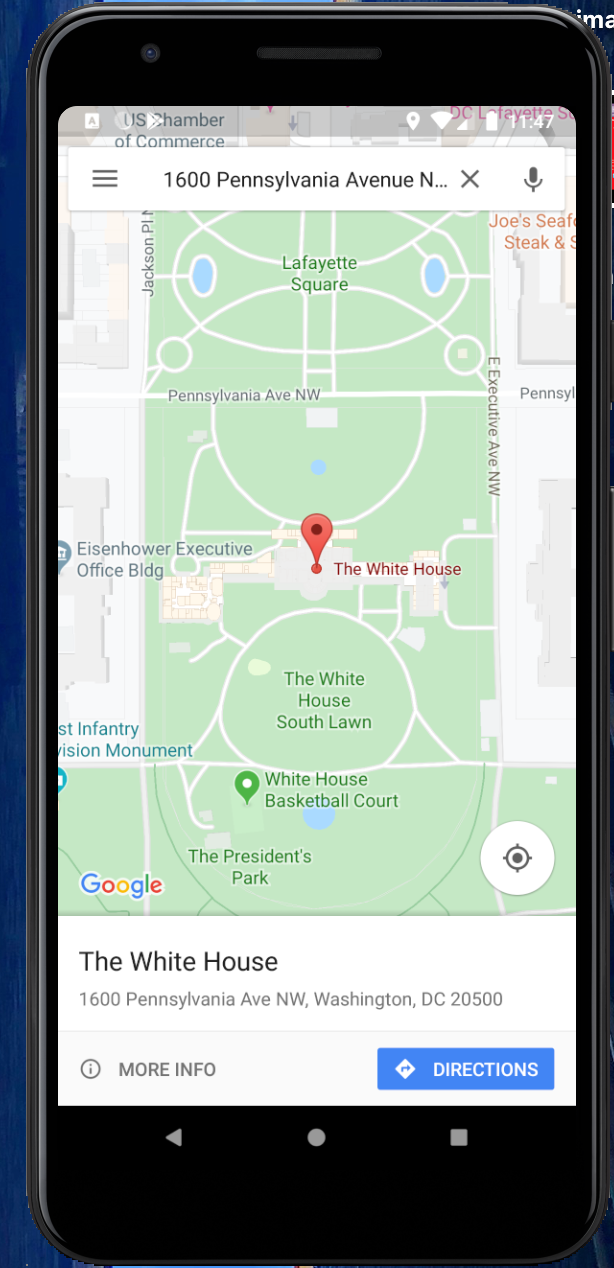 ima
US Chamber
of Commerce
DC Lafayette Sq
11:47
1600 Pennsylvania Avenue N...
Jackson Pl N
Lafayette
Square
Joe's Seaf
Steak & S
Pennsylvania Ave NW
Pennsyl
E Executive Ave NW
Eisenhower Executive
Office Bldg
The White House
The White
House
South Lawn
st Infantry
vision Monument
White House
Basketball Court
The President's
Park
Google
The White House
1600 Pennsylvania Ave NW, Washington, DC 20500
MORE INFO
DIRECTIONS